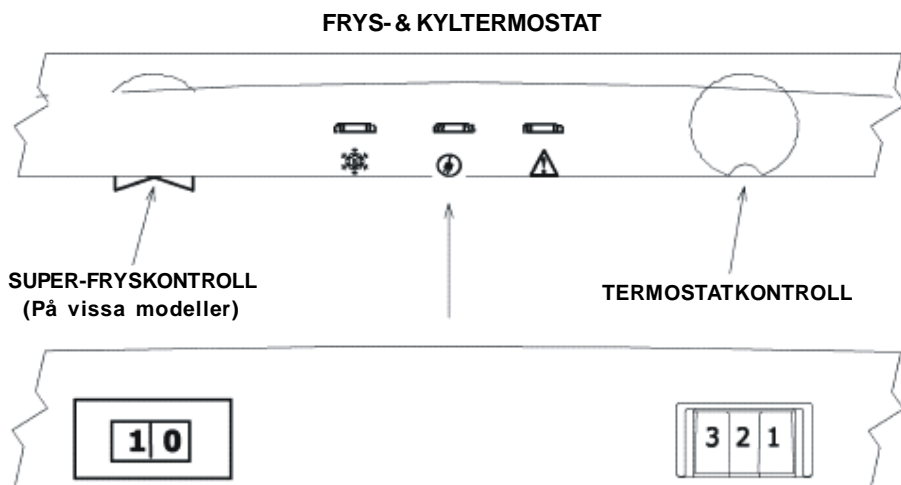 FRYS- & KYLTERMOSTAT
SUPER-FRYSKONTROLL
(På vissa modeller)
TERMOSTATKONTROLL
1 0
3 2 1